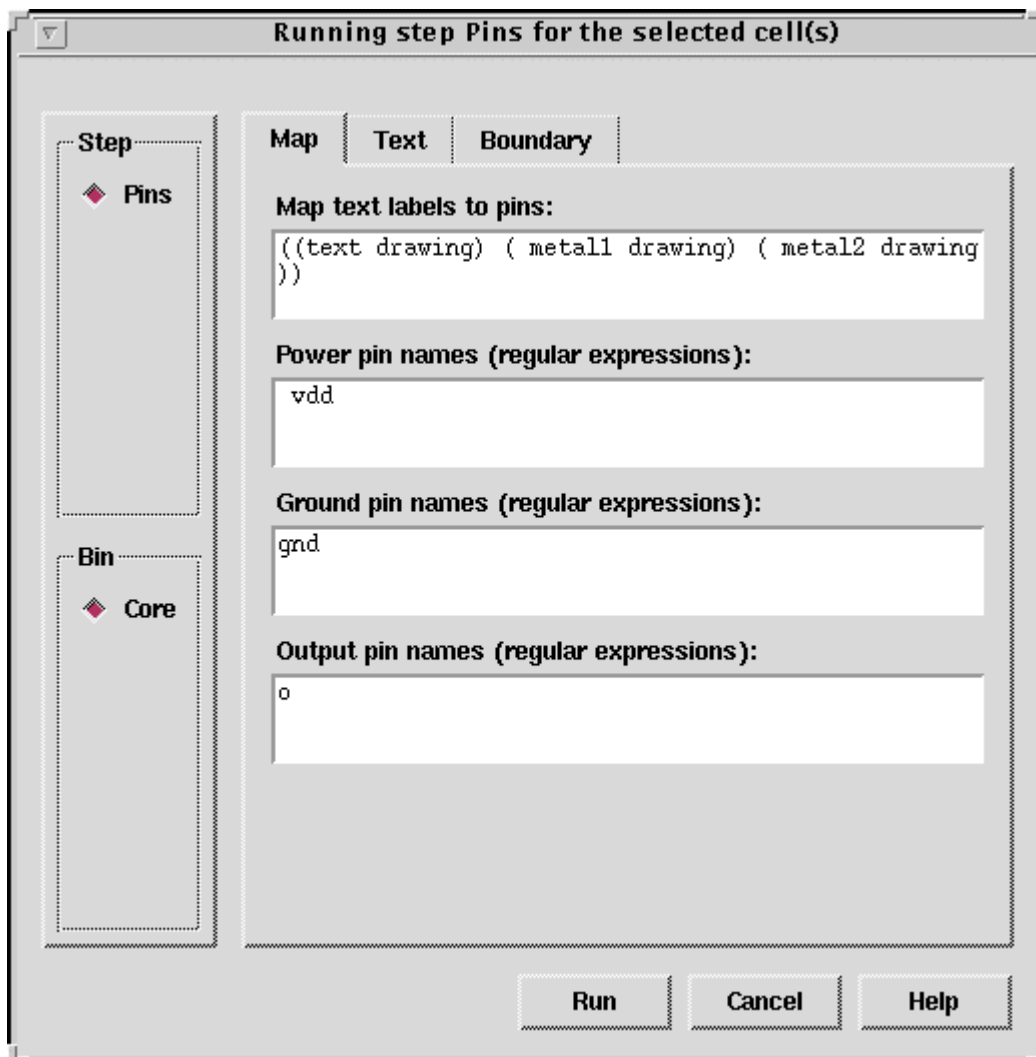 Running step Pins for the selected cell(s)
Step
Pins
Bin
Core
Map
Text
Boundary
Map text labels to pins:
((text drawing) ( metal1 drawing) ( metal2 drawing
))
Power pin names (regular expressions):
vdd
Ground pin names (regular expressions):
gnd
Output pin names (regular expressions):
o
Run
Cancel
Help